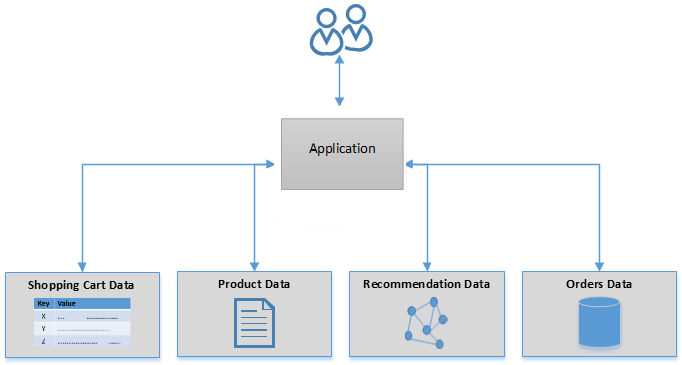 Application
Shopping Cart Data
Key Value
X ... ..................
Y ..............................
Z ....................... .......
Product Data
Recommendation Data
Orders Data